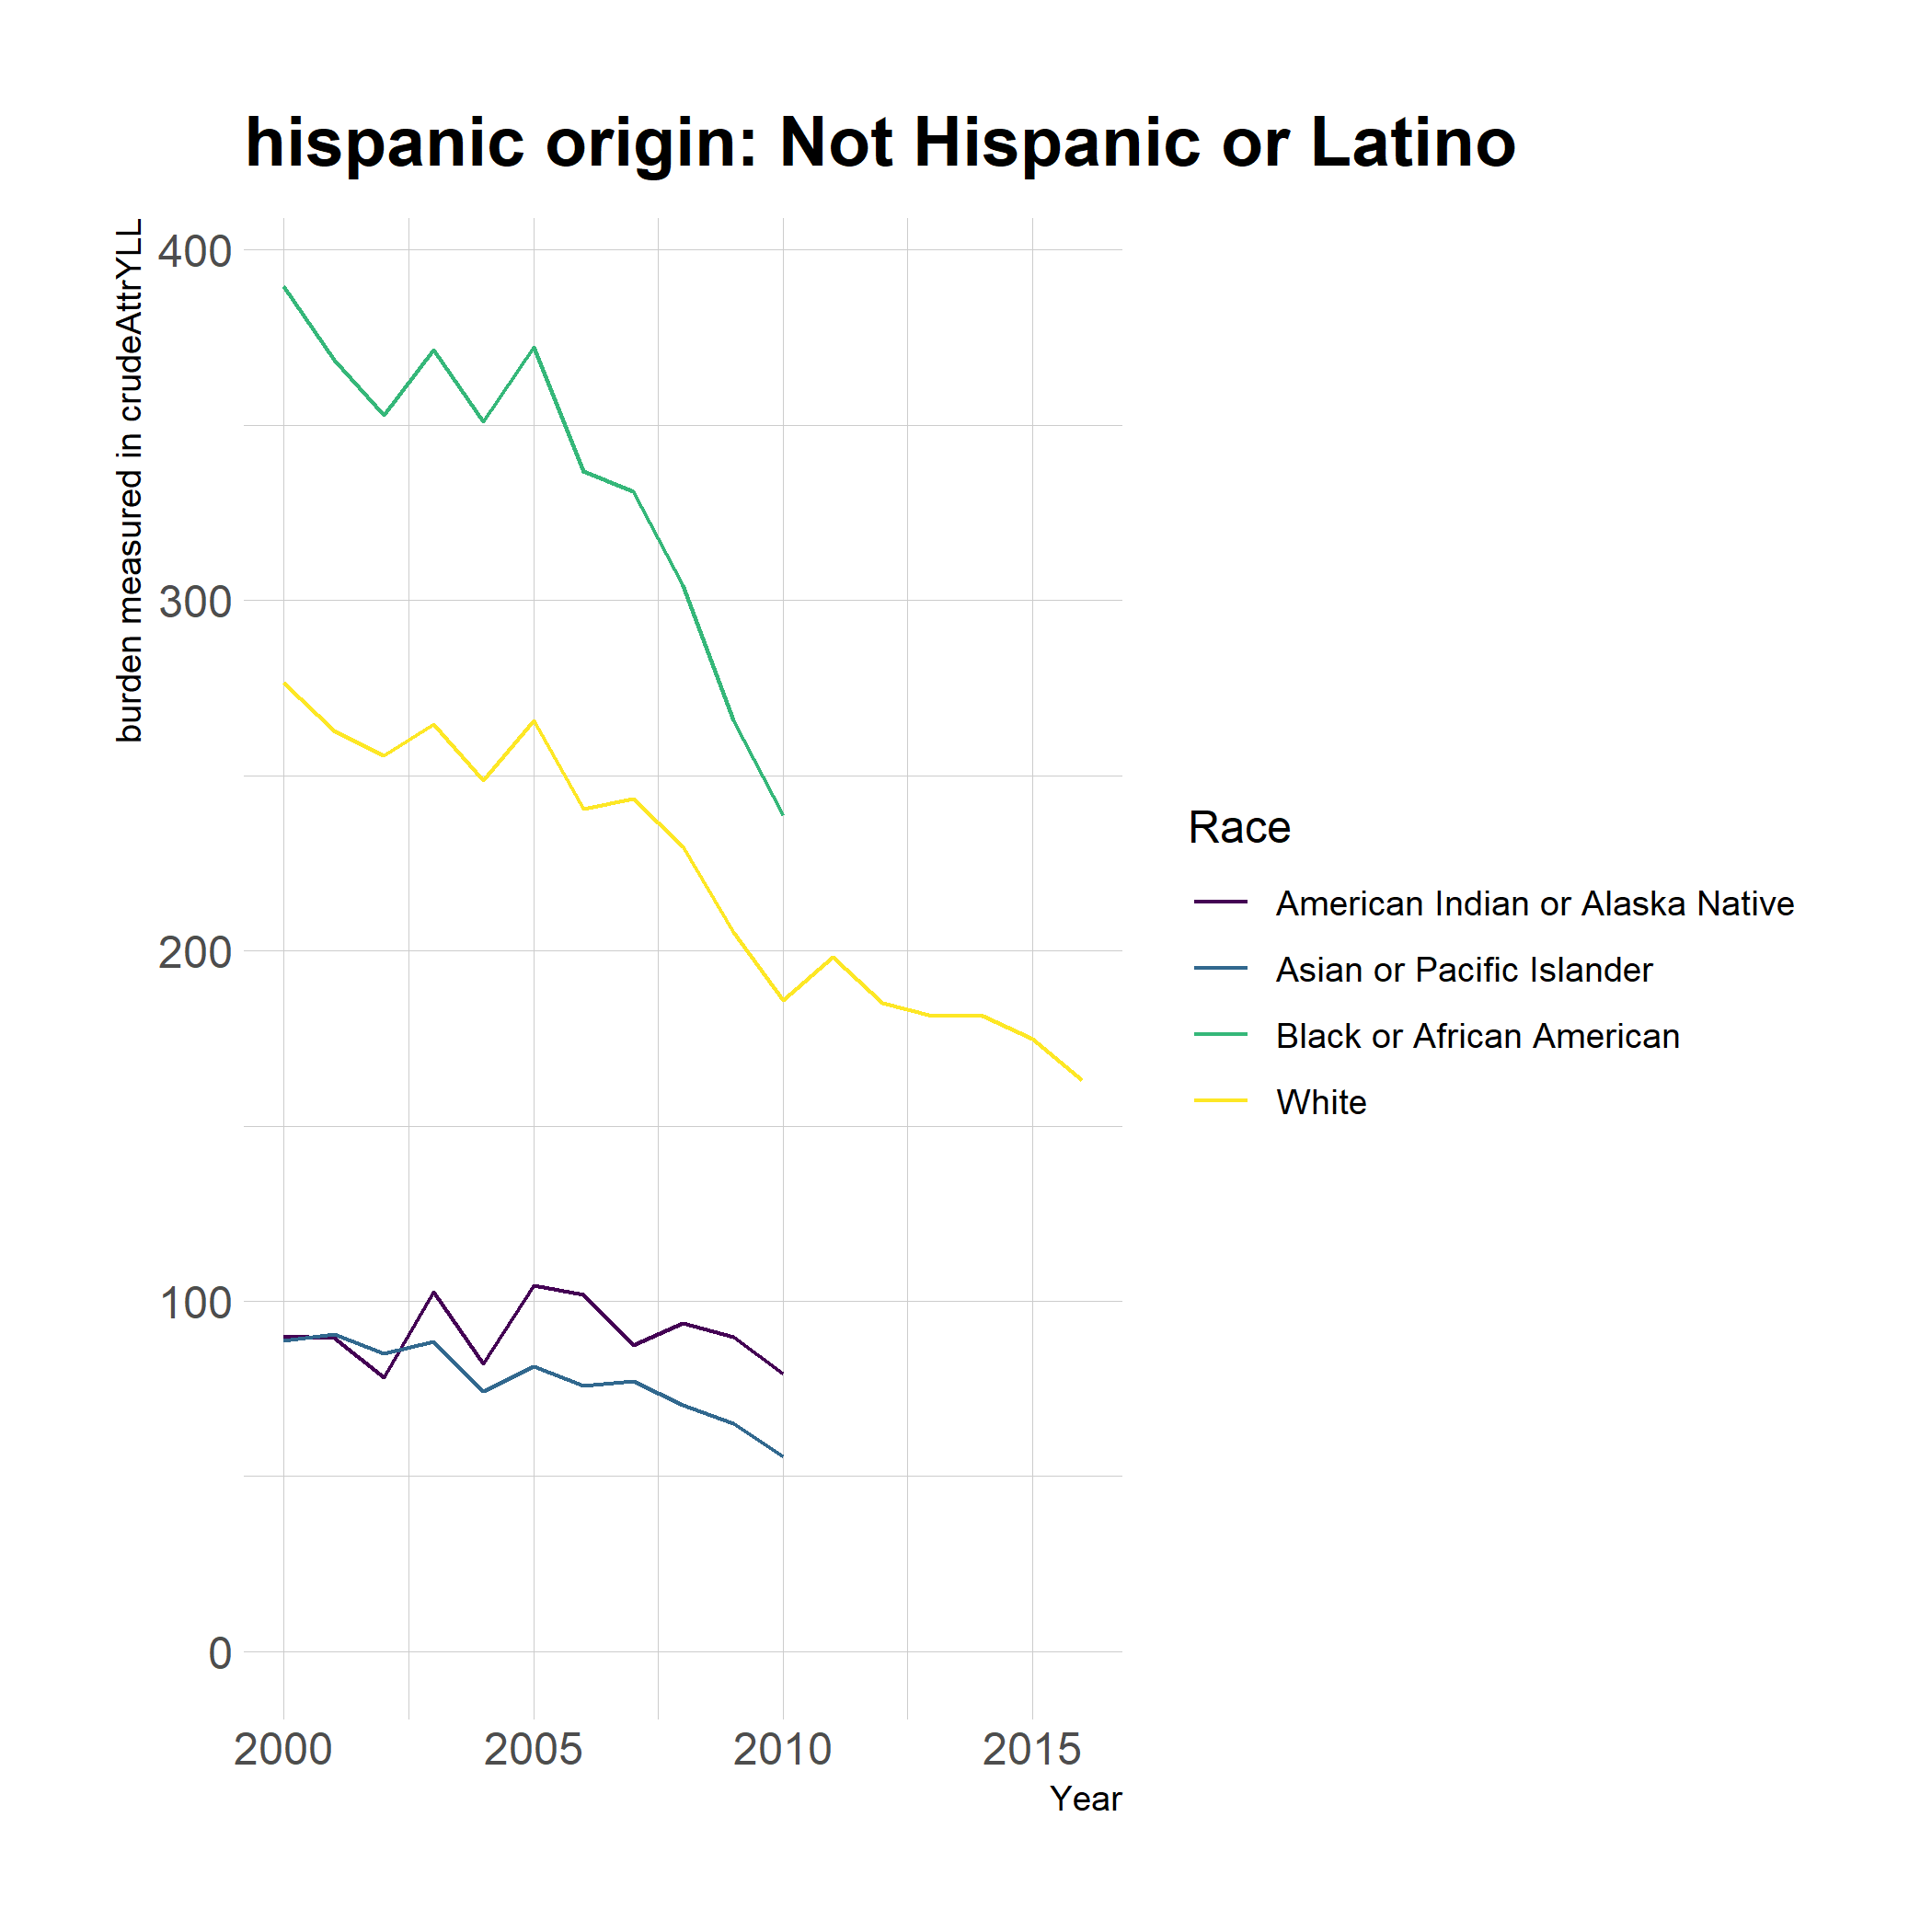 hispanic origin: Not Hispanic or Latino
burden measured in crudeAttrYLL
400
300
200
100
0
2000 2005 2010 2015
Year
Race
American Indian or Alaska Native
Asian or Pacific Islander
Black or African American
White